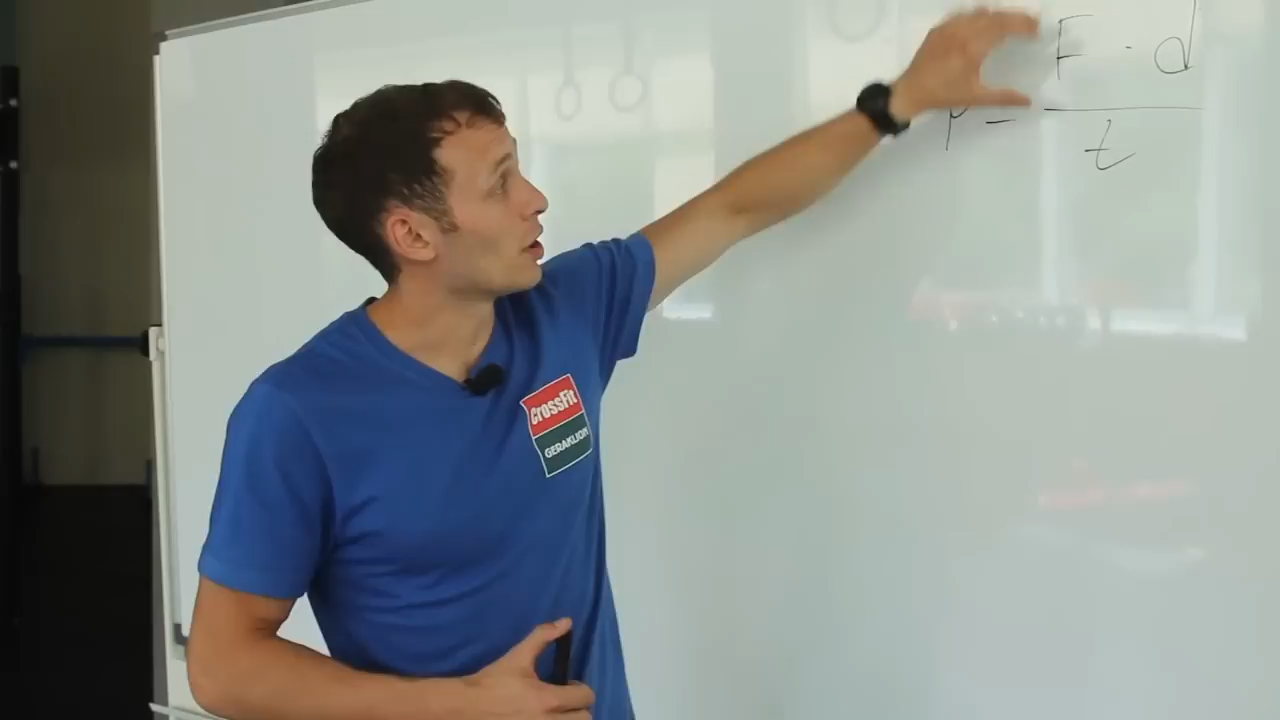 F · d
P = ———
t
CrossFit
GERAKLION